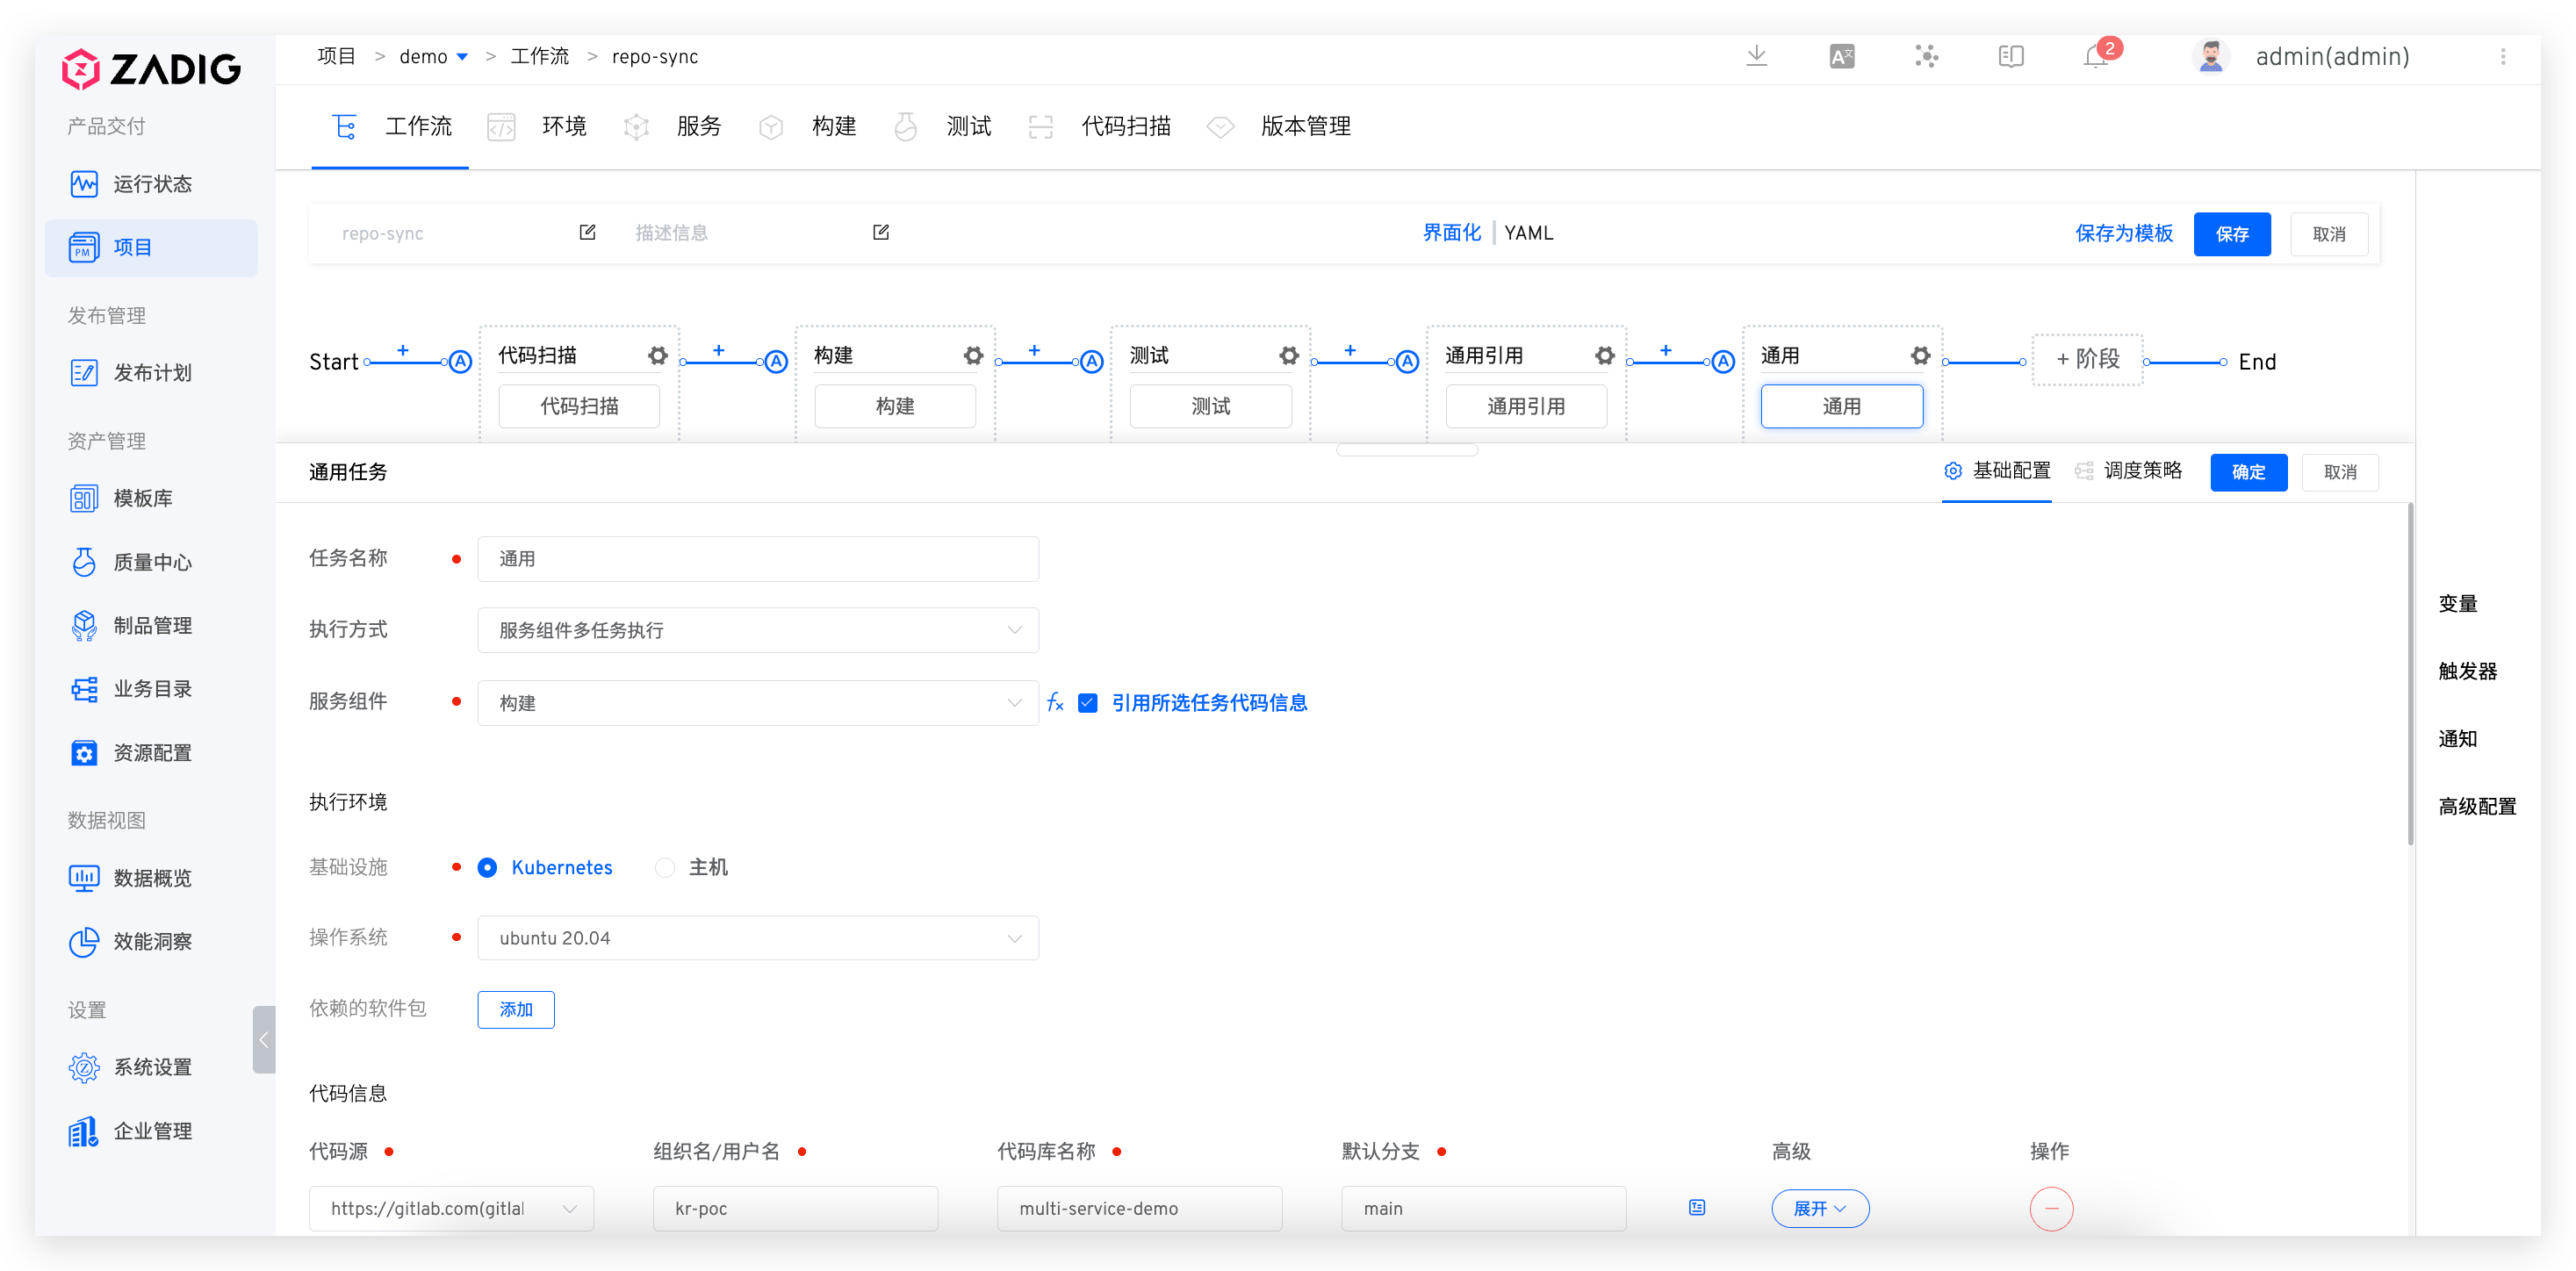 ZADIG
产品交付
运行状态
项目
发布管理
发布计划
资产管理
模板库
质量中心
制品管理
业务目录
资源配置
数据视图
数据概览
效能洞察
设置
系统设置
企业管理
项目 > demo > 工作流 > repo-sync
2
admin(admin)
工作流 环境 服务 构建 测试 代码扫描 版本管理
repo-sync 描述信息 界面化 YAML 保存为模板 保存 取消
Start + A 代码扫描 + A 构建 + A 测试 + A 通用引用 + A 通用 + 阶段 End
代码扫描 构建 测试 通用引用 通用
通用任务 基础配置 调度策略 确定 取消
任务名称 通用
执行方式 服务组件多任务执行
服务组件 构建 fx 引用所选任务代码信息
执行环境
基础设施 Kubernetes 主机
操作系统 ubuntu 20.04
依赖的软件包 添加
代码信息
代码源 组织名/用户名 代码库名称 默认分支 高级 操作
https://gitlab.com(gitlal kr-poc multi-service-demo main 展开
变量
触发器
通知
高级配置